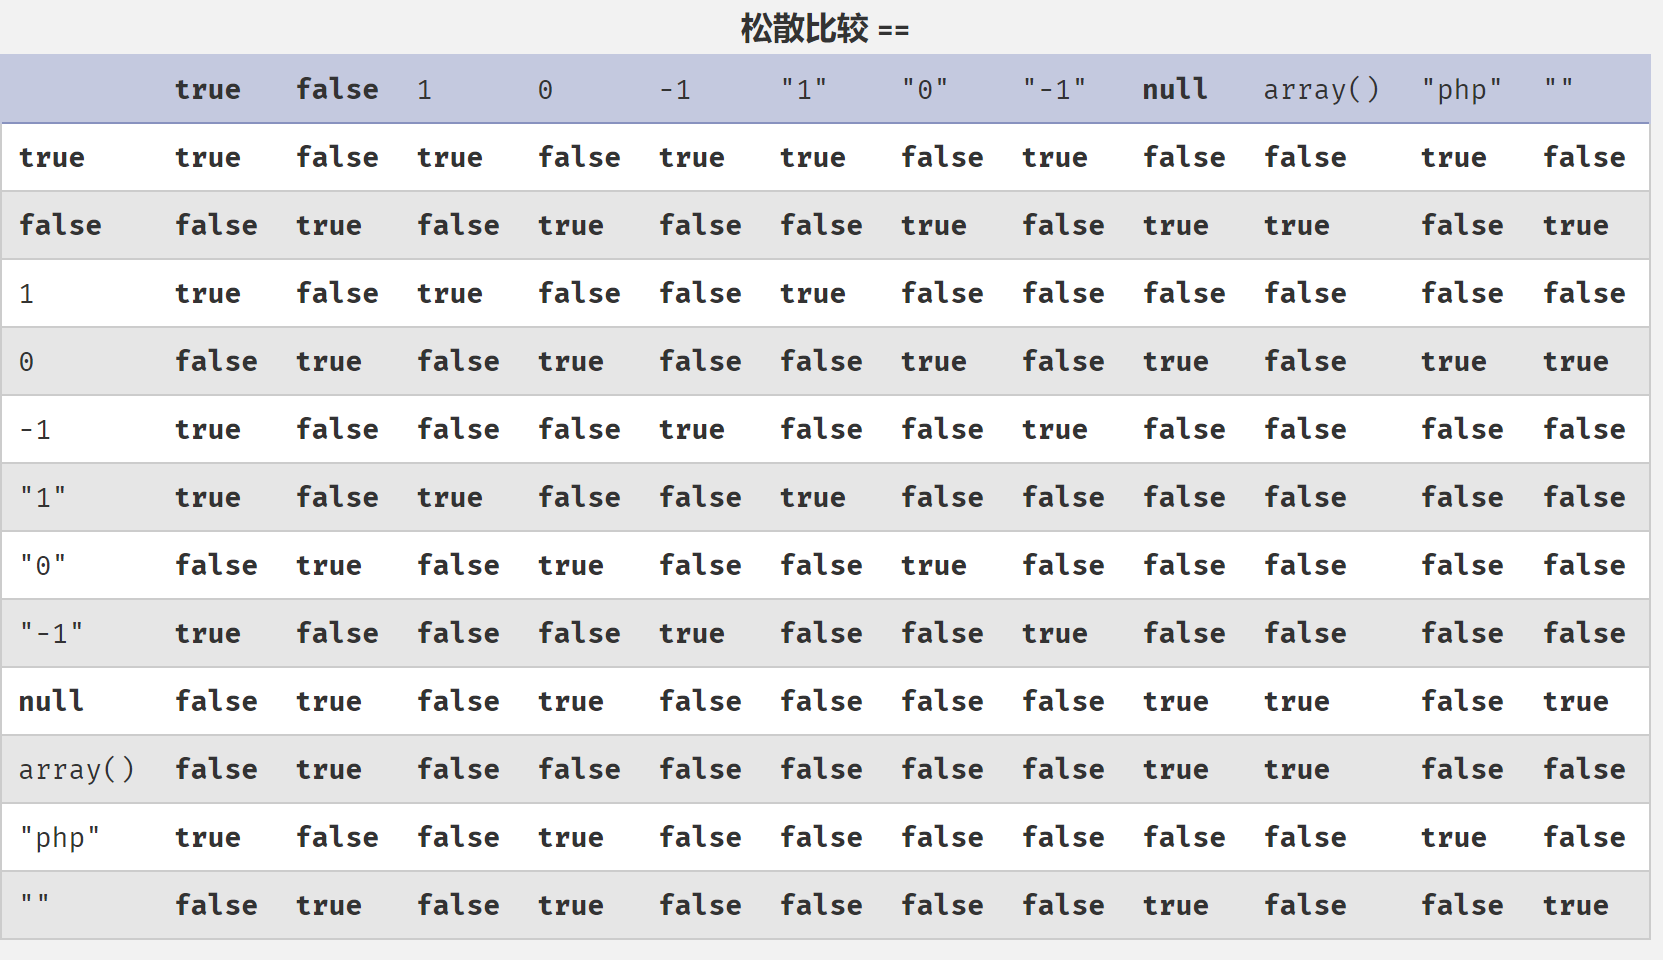 松散比较 ==
true false 1 0 -1 "1" "0" "-1" null array() "php" ""
true true false true false true true false true false false true false
false false true false true false false true false true true false true
1 true false true false false true false false false false false false
0 false true false true false false true false true false true true
-1 true false false false true false false true false false false false
"1" true false true false false true false false false false false false
"0" false true false true false false true false false false false false
"-1" true false false false true false false true false false false false
null false true false true false false false false true true false true
array() false true false false false false false false true true false false
"php" true false false true false false false false false false true false
"" false true false true false false false false true false false true